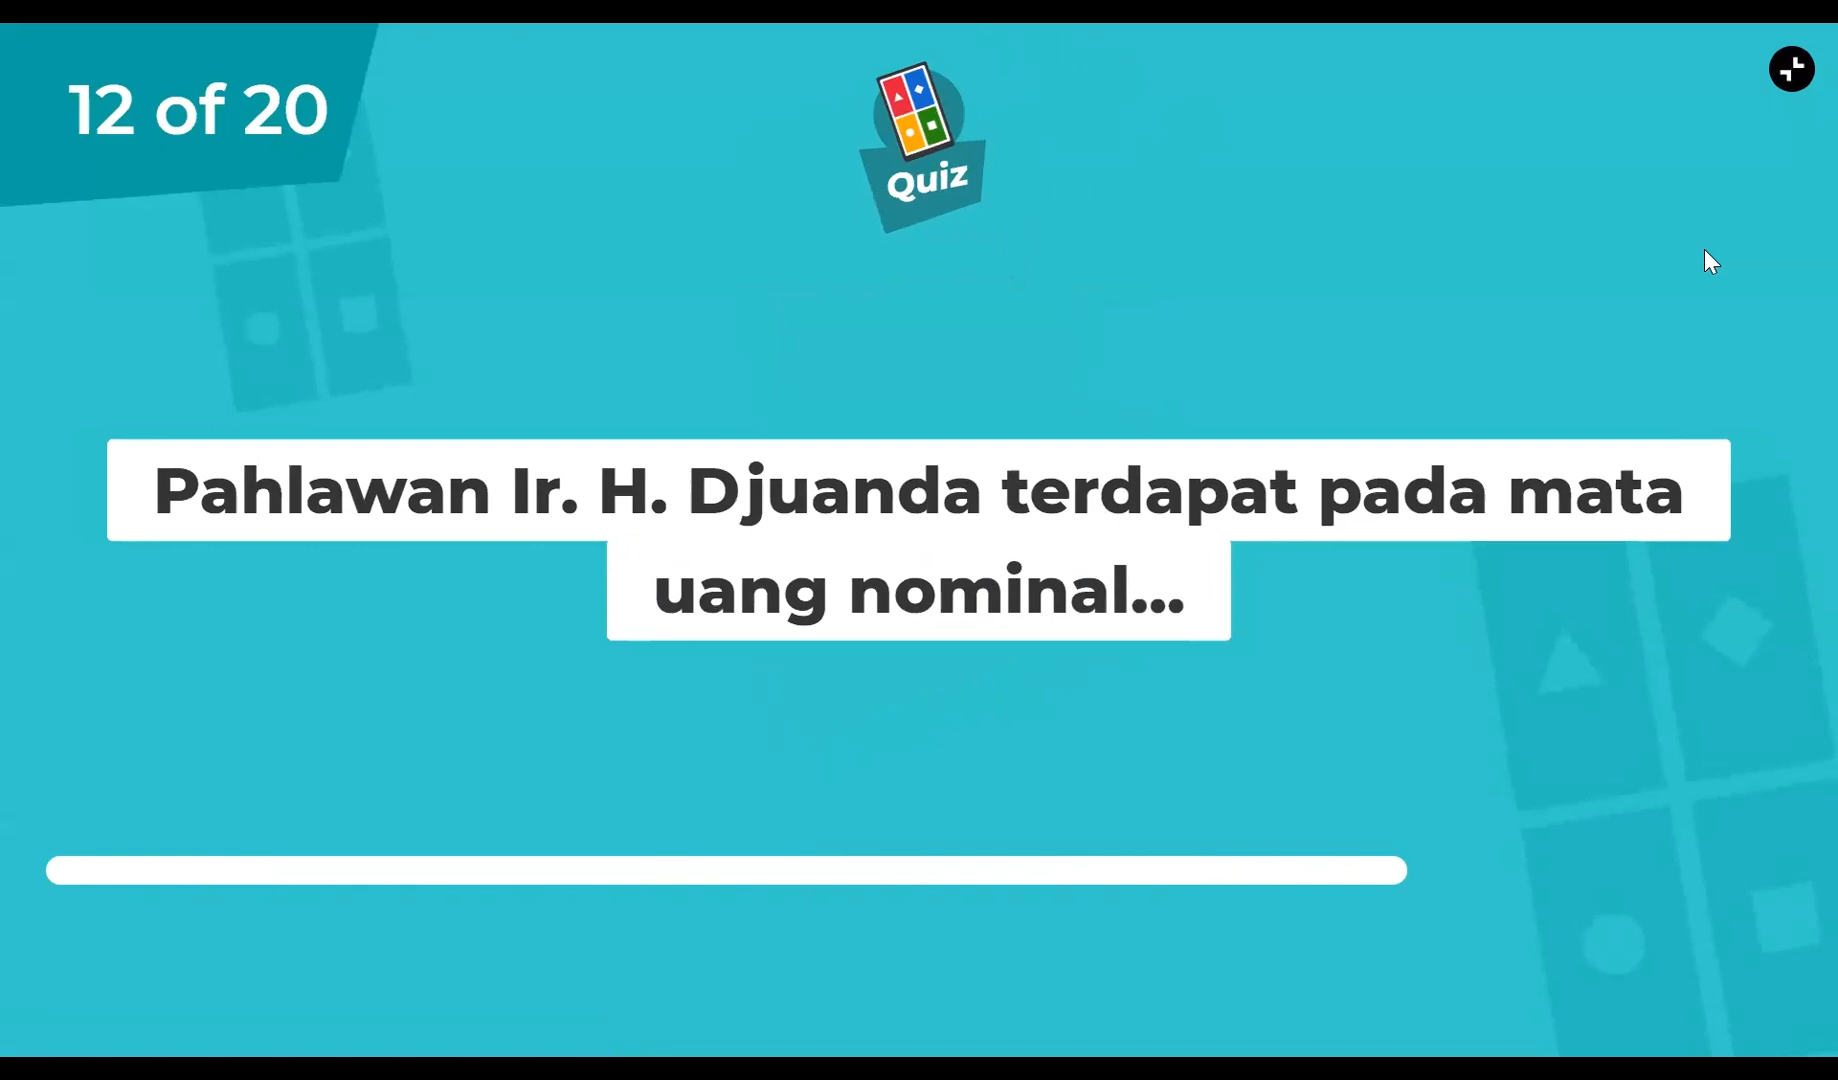 12 of 20
Quiz
Pahlawan Ir. H. Djuanda terdapat pada mata
uang nominal...